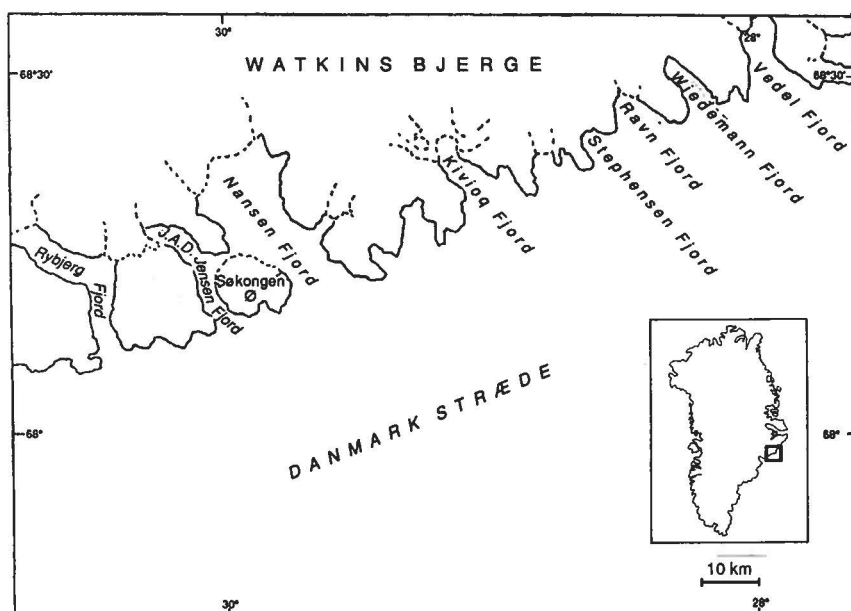 30°
28°
68°30'
WATKINS BJERGE
68°30'
Vedel Fjord
Wiedemann Fjord
Ravn Fjord
Stephensen Fjord
Kivioq Fjord
Nansen Fjord
J.A.D. Jensen Fjord
Rybjerg Fjord
Søkongen
Ø
DANMARK STRÆDE
68°
68°
10 km
30°
28°